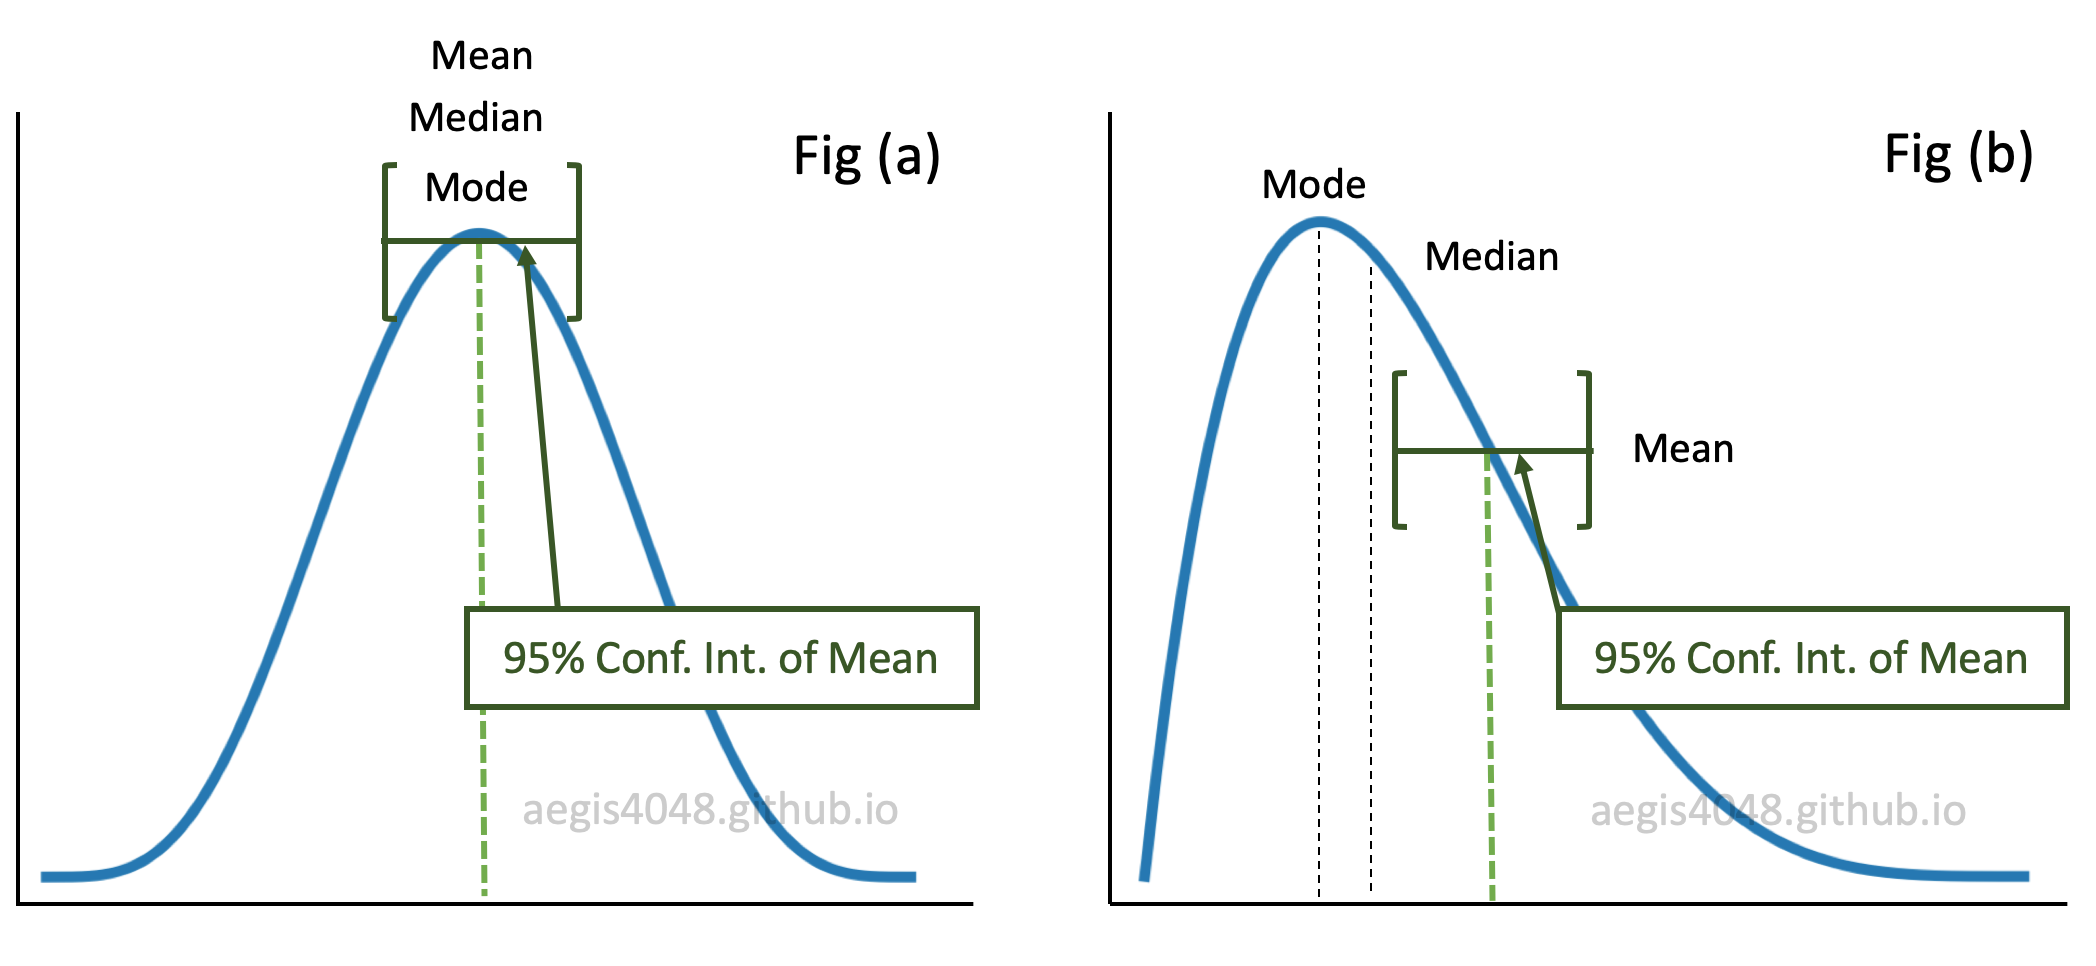 Mean
Median
Mode
Fig (a)
95% Conf. Int. of Mean
aegis4048.github.io
Fig (b)
Mode
Median
Mean
95% Conf. Int. of Mean
aegis4048.github.io